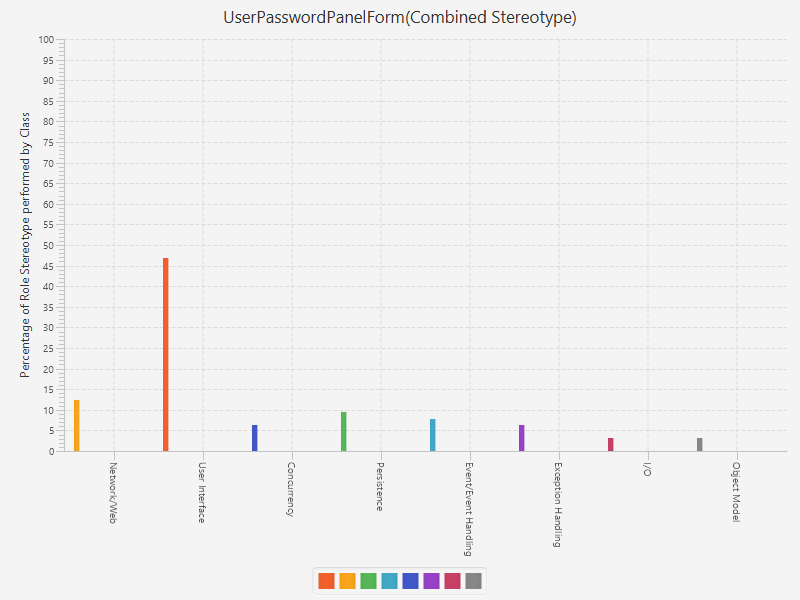 UserPasswordPanelForm(Combined Stereotype)
Percentage of Role Stereotype performed by Class
100
95
90
85
80
75
70
65
60
55
50
45
40
35
30
25
20
15
10
5
0
Network/Web
User Interface
Concurrency
Persistence
Event/Event Handling
Exception Handling
I/O
Object Model